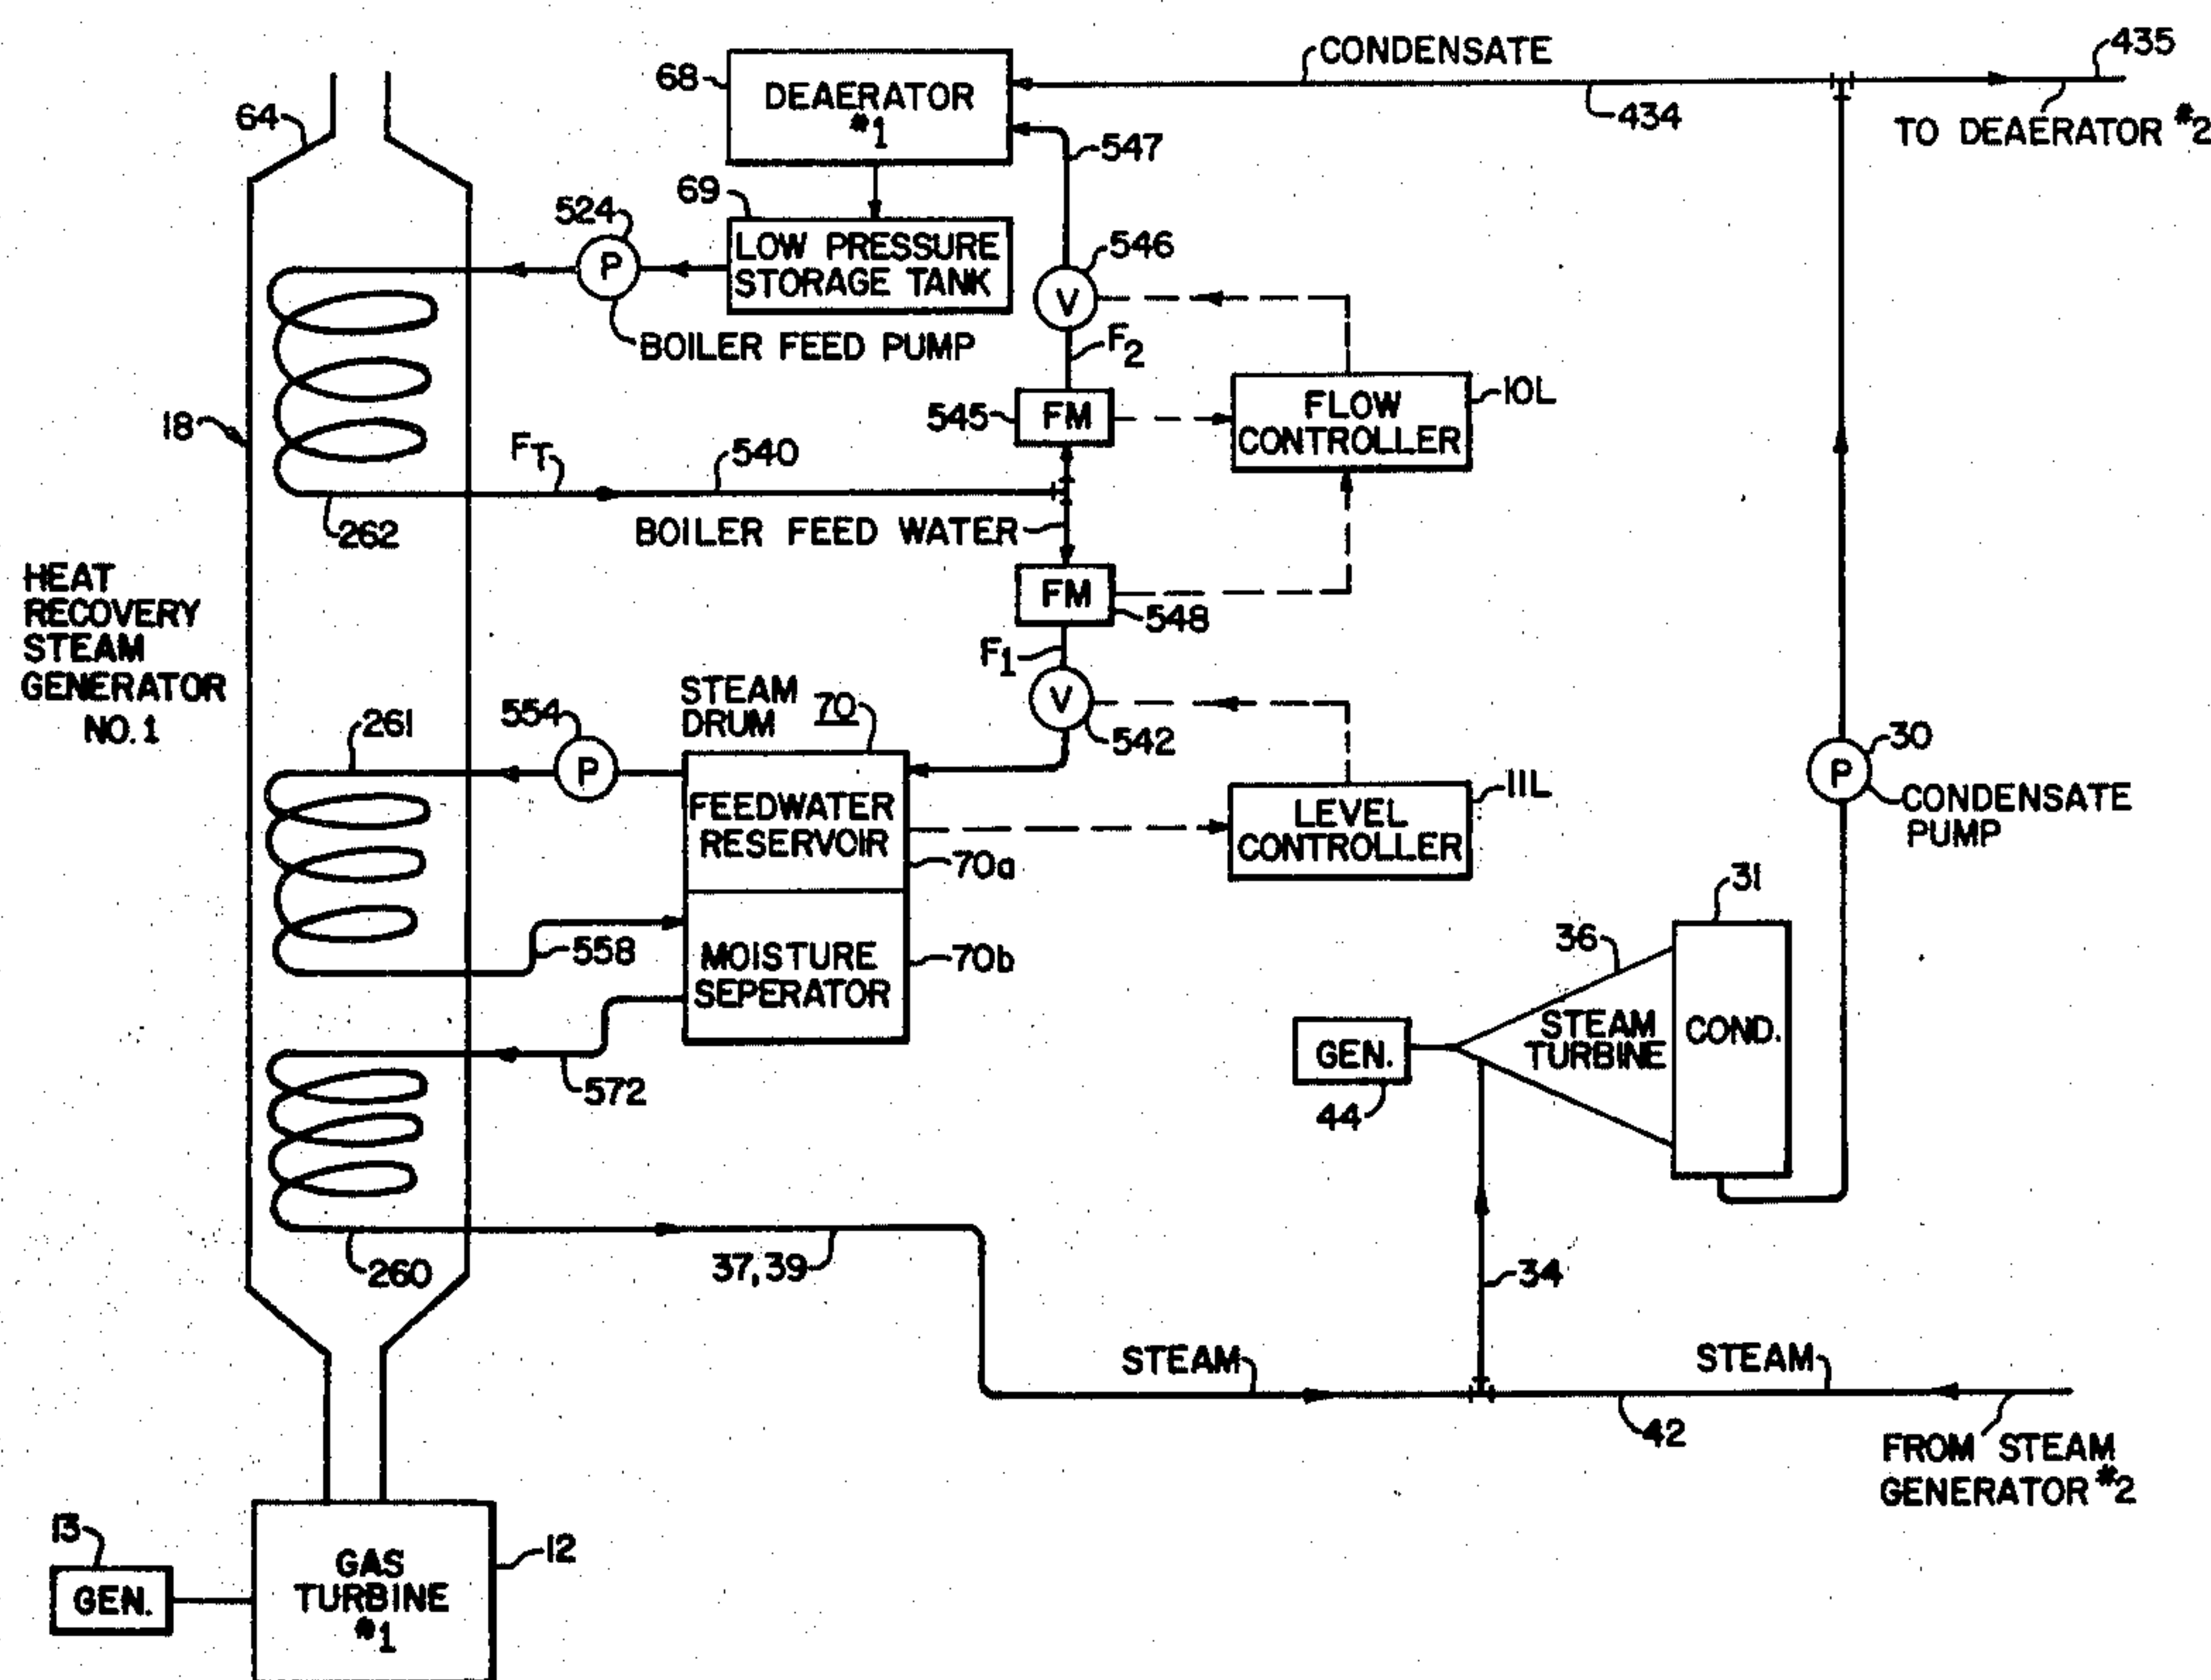 CONDENSATE
435
68
DEAERATOR
#1
434
TO DEAERATOR #2
64
547
69
524
LOW PRESSURE
STORAGE TANK
546
P
V
BOILER FEED PUMP
F2
10L
FLOW
CONTROLLER
545
FM
18
FT
540
262
BOILER FEED WATER
HEAT
RECOVERY
STEAM
GENERATOR
NO. 1
FM
548
F1
STEAM
DRUM
70
V
542
261
554
P
30
P
CONDENSATE
PUMP
FEEDWATER
RESERVOIR
70a
11L
LEVEL
CONTROLLER
31
36
558
MOISTURE
SEPERATOR
70b
STEAM
TURBINE
COND.
GEN.
44
572
260
37,39
34
STEAM
STEAM
42
FROM STEAM
GENERATOR #2
13
GEN.
12
GAS
TURBINE
#1